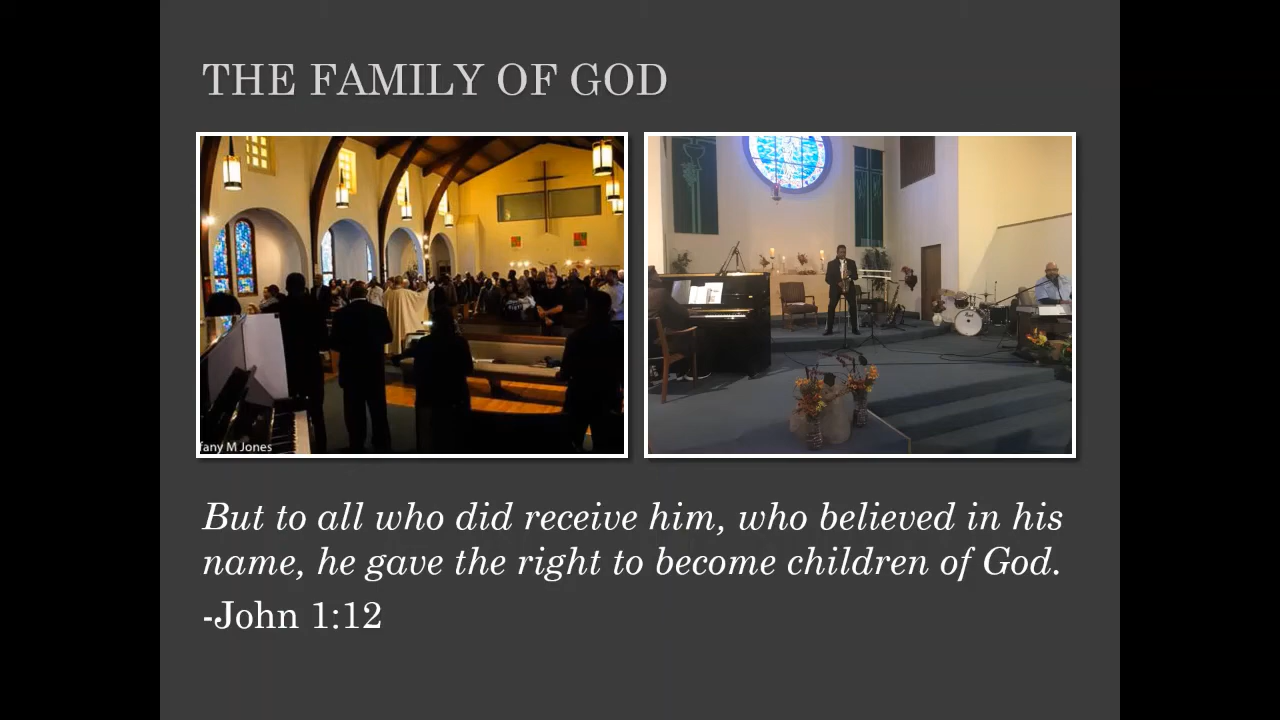 THE FAMILY OF GOD
fany M Jones
But to all who did receive him, who believed in his
name, he gave the right to become children of God.
-John 1:12